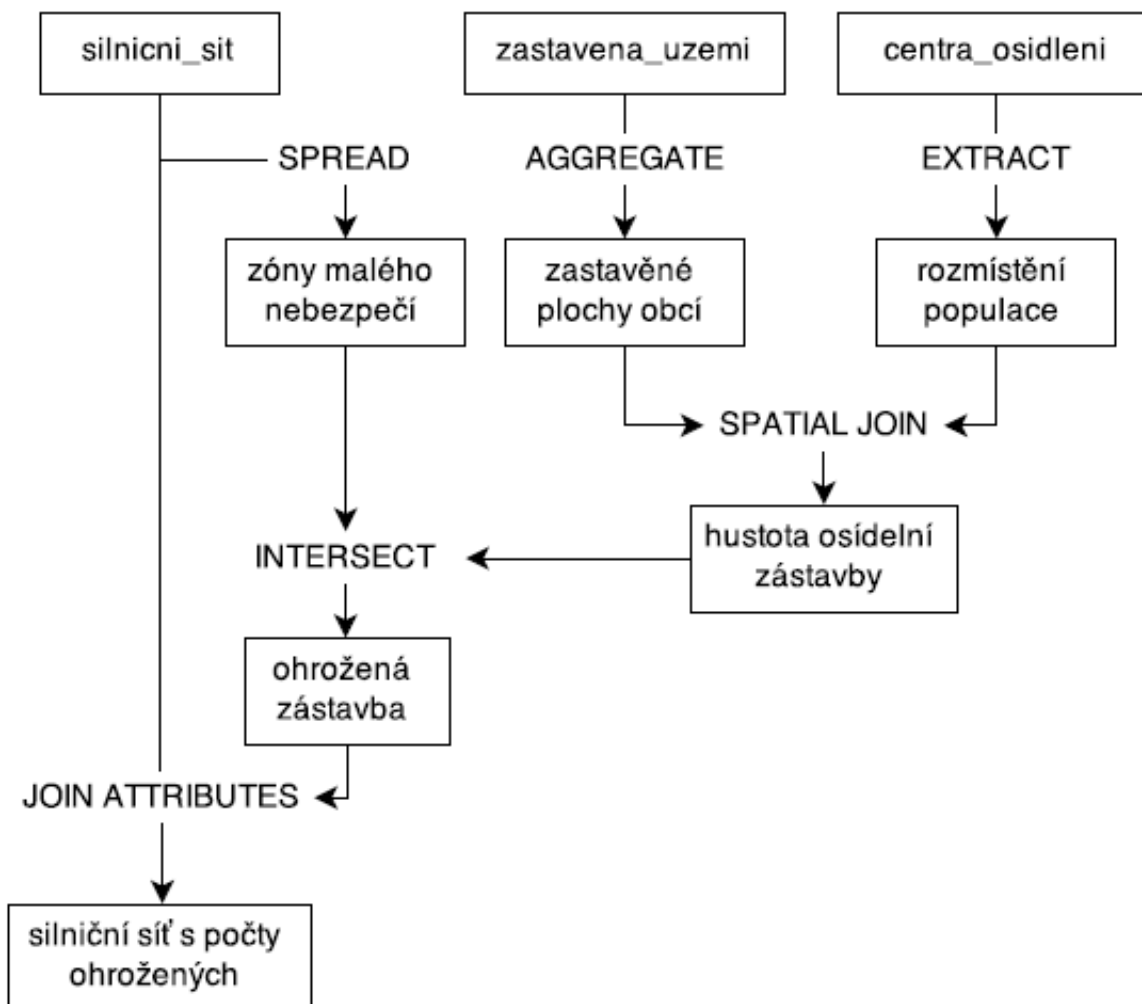 silnicni_sit
zastavena_uzemi
centra_osidleni
SPREAD
AGGREGATE
EXTRACT
zóny malého
nebezpečí
zastavěné
plochy obcí
rozmístění
populace
SPATIAL JOIN
INTERSECT
hustota osídelní
zástavby
ohrožená
zástavba
JOIN ATTRIBUTES
silniční síť s počty
ohrožených